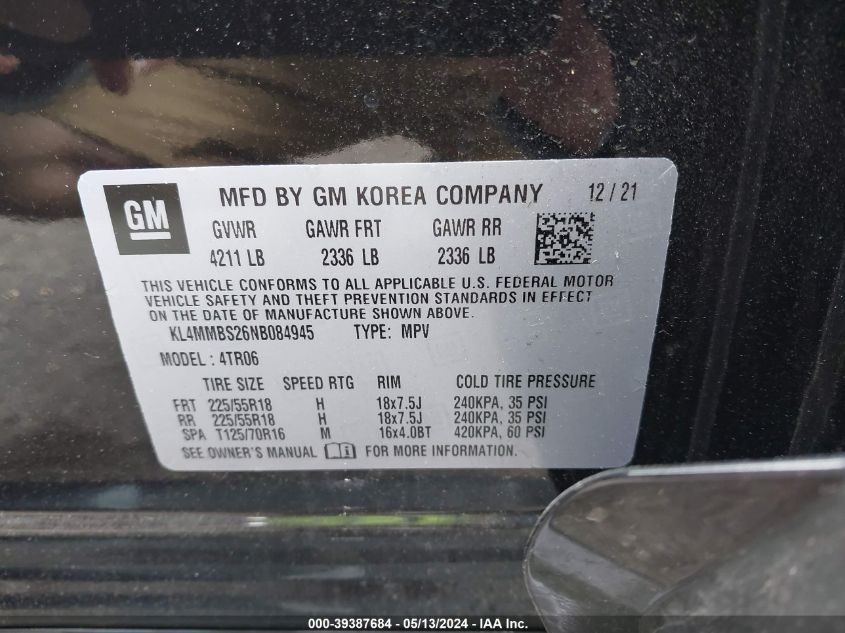 GM
MFD BY GM KOREA COMPANY 12/21
GVWR GAWR FRT GAWR RR
4211 LB 2336 LB 2336 LB
THIS VEHICLE CONFORMS TO ALL APPLICABLE U.S. FEDERAL MOTOR
VEHICLE SAFETY AND THEFT PREVENTION STANDARDS IN EFFECT
ON THE DATE OF MANUFACTURE SHOWN ABOVE.
KL4MMBS26NB084945 TYPE: MPV
MODEL: 4TR06
TIRE SIZE SPEED RTG RIM COLD TIRE PRESSURE
FRT 225/55R18 H 18x7.5J 240KPA, 35 PSI
RR 225/55R18 H 18x7.5J 240KPA, 35 PSI
SPA T125/70R16 M 16x4.0BT 420KPA, 60 PSI
SEE OWNER'S MANUAL FOR MORE INFORMATION.
000-39387684 - 05/13/2024 - IAA Inc.